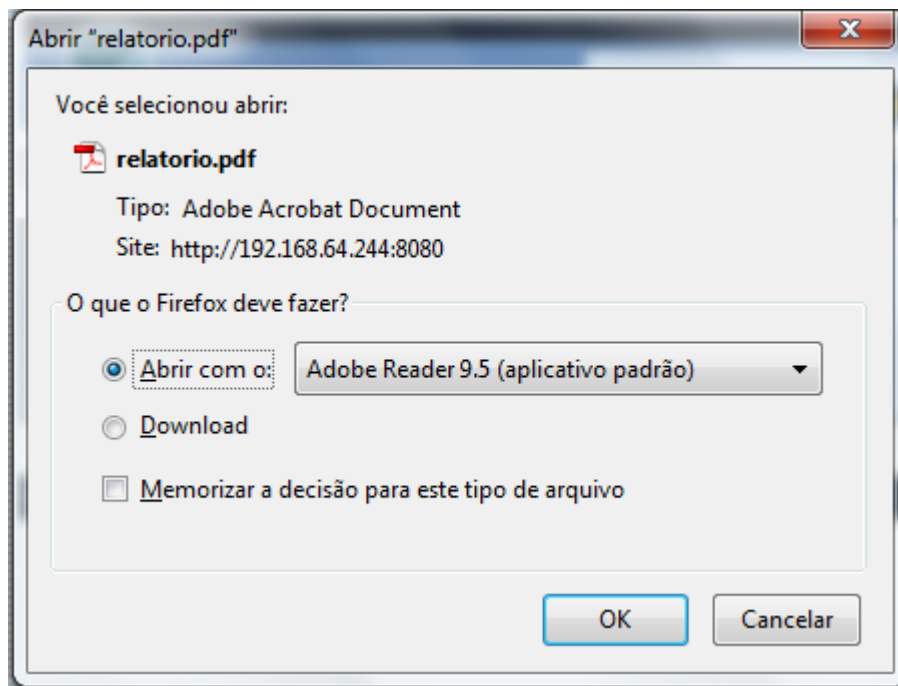 Abrir "relatorio.pdf"
Você selecionou abrir:
relatorio.pdf
Tipo: Adobe Acrobat Document
Site: http://192.168.64.244:8080
O que o Firefox deve fazer?
Abrir com o: Adobe Reader 9.5 (aplicativo padrão)
Download
Memorizar a decisão para este tipo de arquivo
OK Cancelar